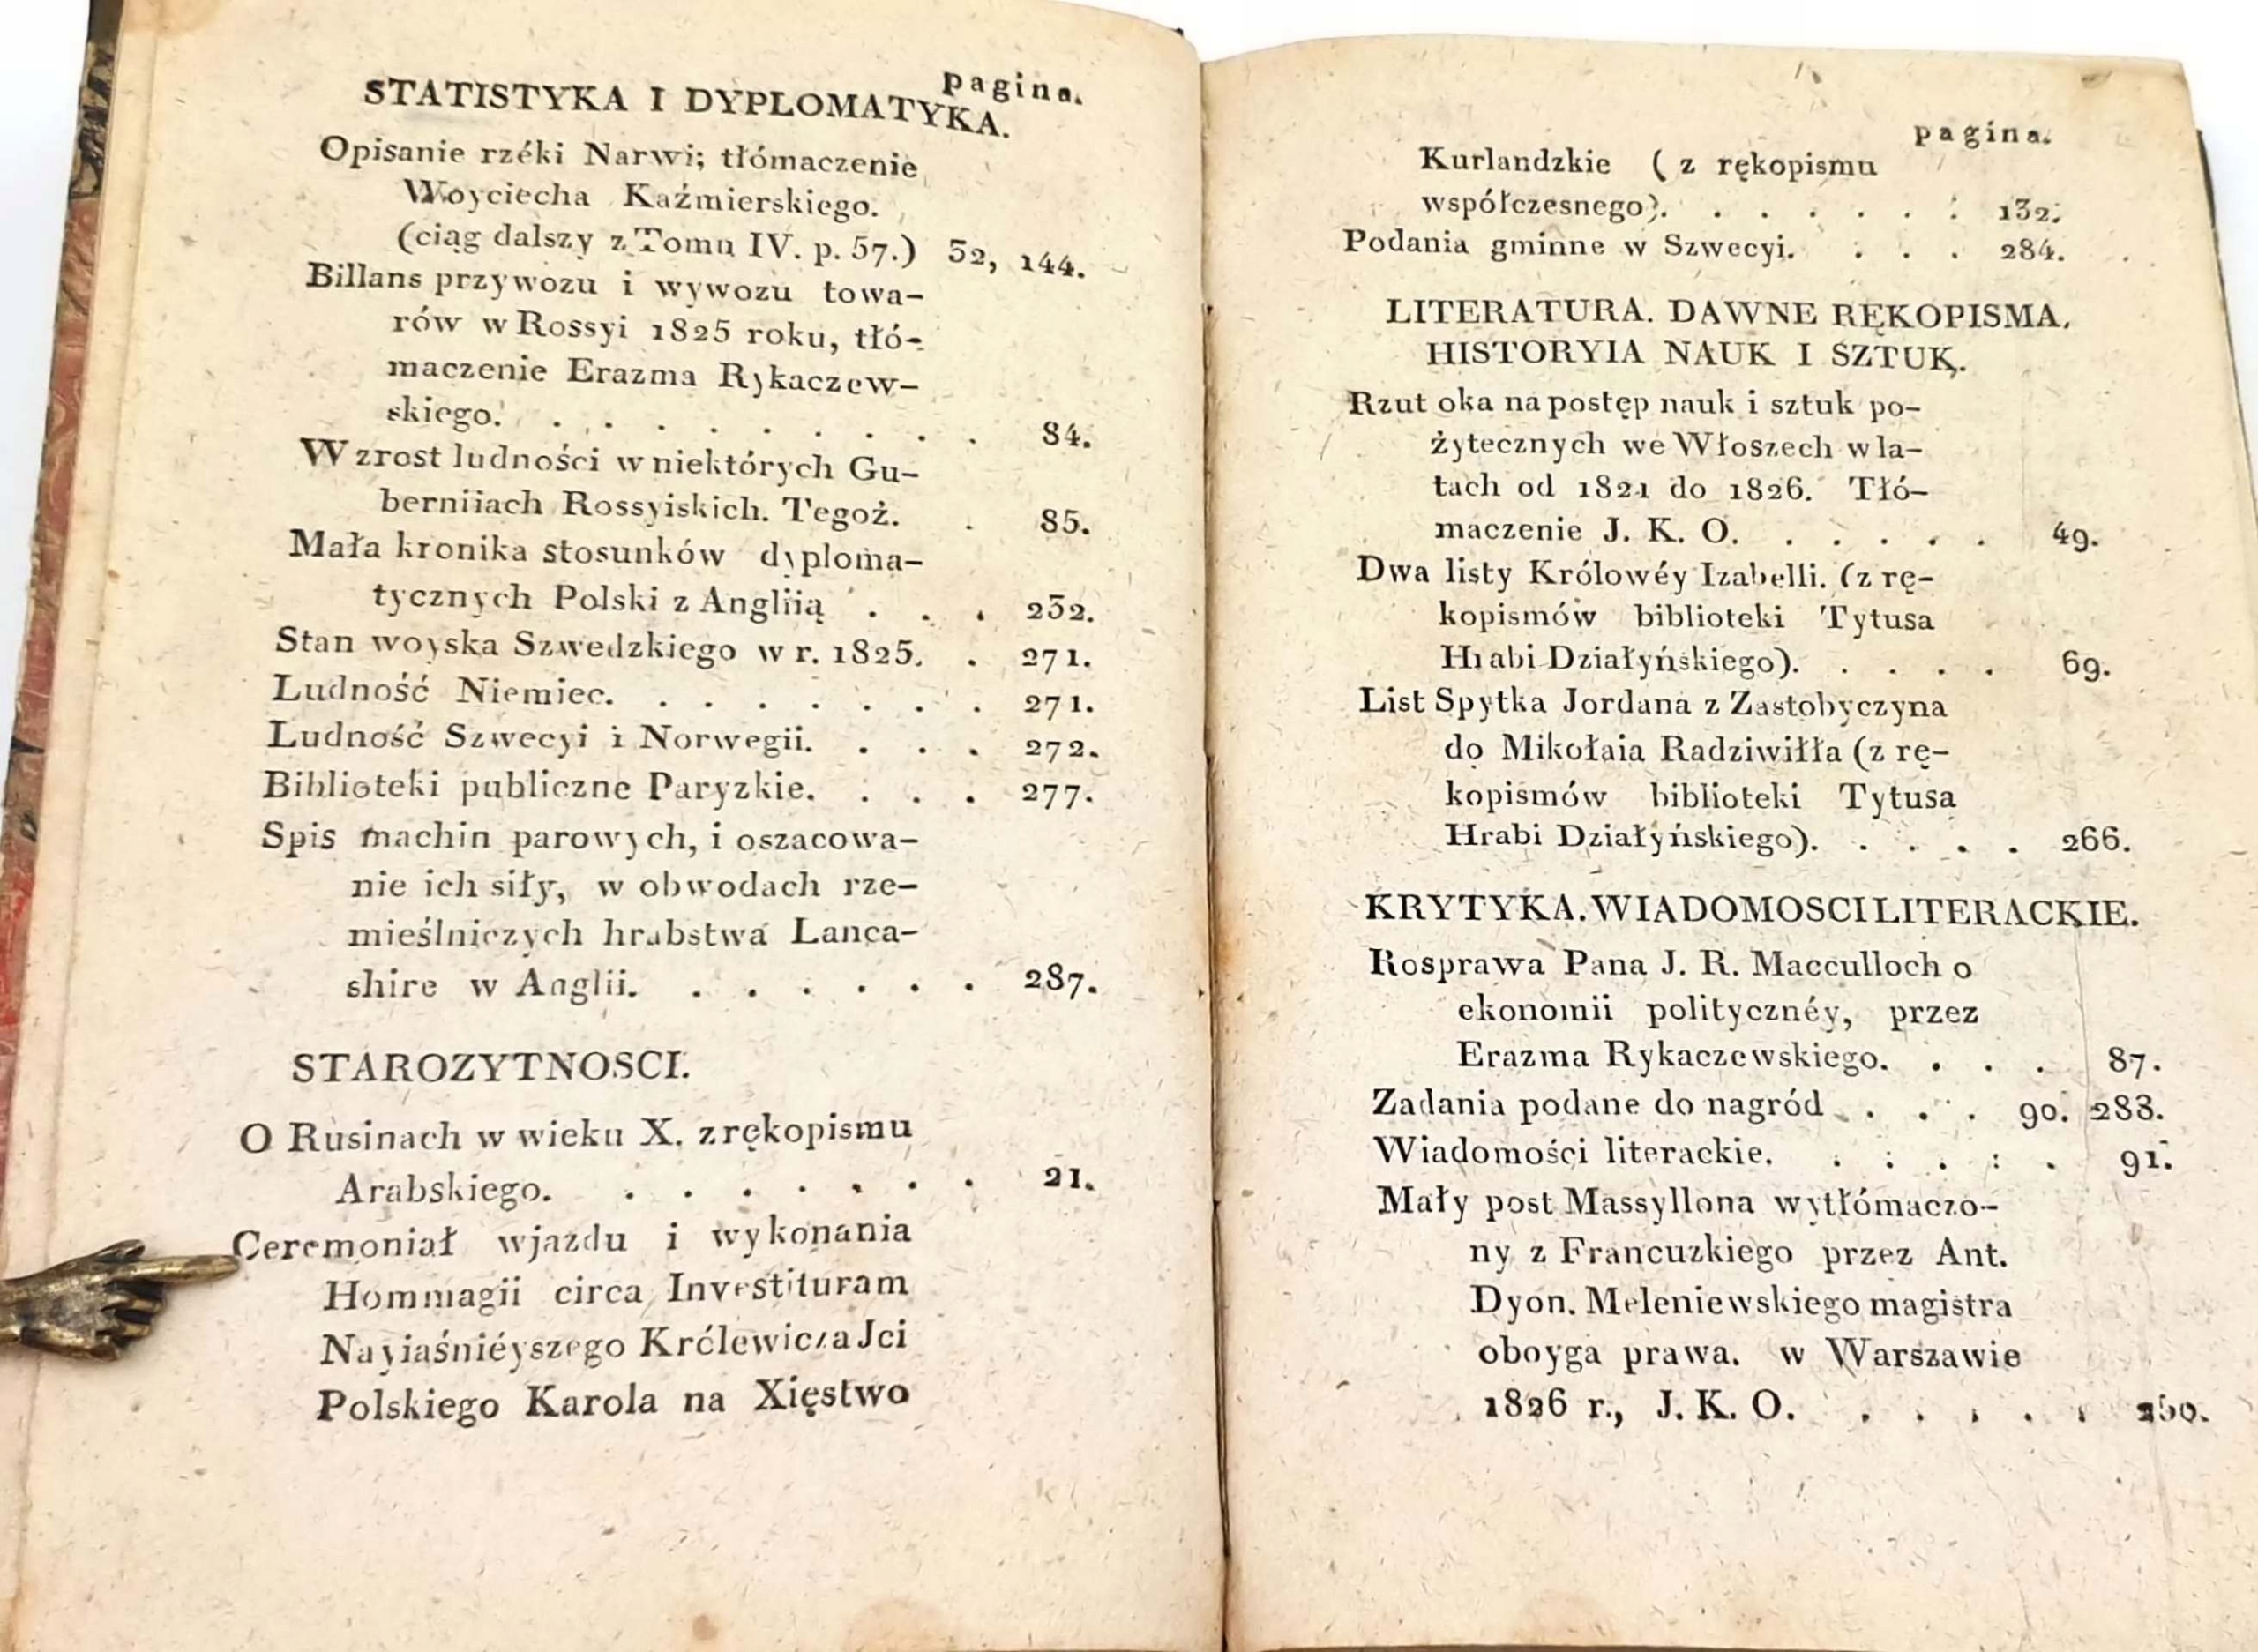 pagina.
STATISTYKA I DYPLOMATYKA.
Opisanie rzéki Narwi; tłómaczenie
Woyciecha Kaźmierskiego.
(ciąg dalszy z Tomu IV. p. 57.) 32, 144.
Billans przywozu i wywozu towa-
rów w Rossyi 1825 roku, tłó-
maczenie Erazma Rykaczew-
skiego. . . . . . . . . . 84.
Wzrost ludności w niektórych Gu-
berniiach Rossyiskich. Tegoż. . 85.
Mała kronika stosunków dyploma-
tycznych Polski z Angliią . . . 232.
Stan woyska Szwedzkiego w r. 1825. . 271.
Ludność Niemiec. . . . . . . . 271.
Ludność Szwecyi i Norwegii. . . . 272.
Biblioteki publiczne Paryzkie. . . . 277.
Spis machin parowych, i oszacowa-
nie ich siły, w obwodach rze-
mieślniczych hrabstwa Lanca-
shire w Anglii. . . . . . . 287.
STAROZYTNOSCI.
O Rusinach w wieku X. z rękopismu
Arabskiego. . . . . . . . 21.
Ceremoniał wjazdu i wykonania
Hommagii circa Investituram
Nayiaśniéyszego Królewicza Jci
Polskiego Karola na Xięstwo
pagina.
Kurlandzkie (z rękopismu
współczesnego). . . . . . . 132.
Podania gminne w Szwecyi. . . . 284.
LITERATURA. DAWNE RĘKOPISMA.
HISTORYIA NAUK I SZTUK.
Rzut oka na postęp nauk i sztuk po-
żytecznych we Włoszech w la-
tach od 1821 do 1826. Tłó-
maczenie J. K. O. . . . . . 49.
Dwa listy Królowéy Izabelli. (z rę-
kopismów biblioteki Tytusa
Hrabi Działyńskiego). . . . . 69.
List Spytka Jordana z Zastobyczyna
do Mikołaia Radziwiłła (z rę-
kopismów biblioteki Tytusa
Hrabi Działyńskiego). . . . . 266.
KRYTYKA. WIADOMOSCI LITERACKIE.
Rosprawa Pana J. R. Macculloch o
ekonomii polityczněy, przez
Erazma Rykaczewskiego. . . . 87.
Zadania podane do nagród . . . 90. 283.
Wiadomości literackie. . . . . . 91.
Mały post Massyllona wytłómaczo-
ny z Francuzkiego przez Ant.
Dyon. Meleniewskiego magistra
oboyga prawa. w Warszawie
1826 r., J. K. O. . . . . .